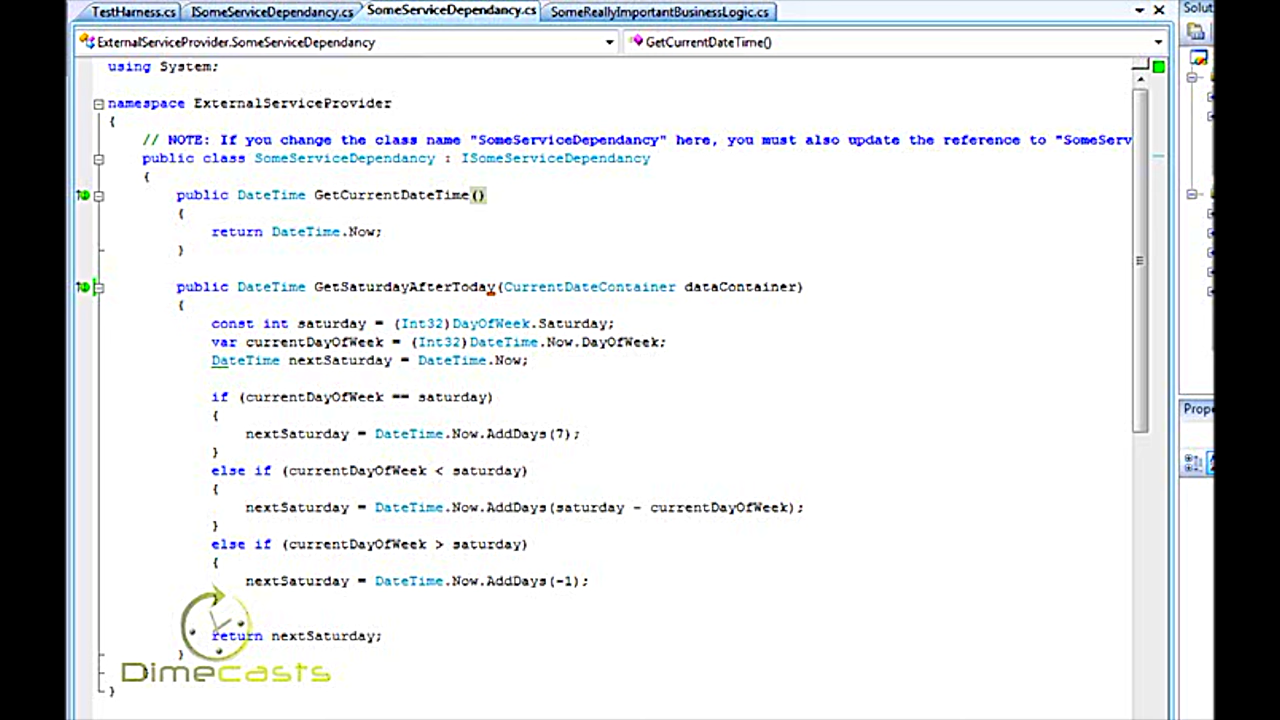 TestHarness.cs ISomeServiceDependancy.cs SomeServiceDependancy.cs SomeReallyImportantBusinessLogic.cs
Solut
ExternalServiceProvider.SomeServiceDependancy GetCurrentDateTime()
using System;
namespace ExternalServiceProvider
{
// NOTE: If you change the class name "SomeServiceDependancy" here, you must also update the reference to "SomeServ
public class SomeServiceDependancy : ISomeServiceDependancy
{
public DateTime GetCurrentDateTime()
{
return DateTime.Now;
}
public DateTime GetSaturdayAfterToday(CurrentDateContainer dataContainer)
{
const int saturday = (Int32)DayOfWeek.Saturday;
var currentDayOfWeek = (Int32)DateTime.Now.DayOfWeek;
DateTime nextSaturday = DateTime.Now;
if (currentDayOfWeek == saturday)
{
nextSaturday = DateTime.Now.AddDays(7);
}
else if (currentDayOfWeek < saturday)
{
nextSaturday = DateTime.Now.AddDays(saturday - currentDayOfWeek);
}
else if (currentDayOfWeek > saturday)
{
nextSaturday = DateTime.Now.AddDays(-1);
}
return nextSaturday;
}
}
}
Prope
Dimecasts